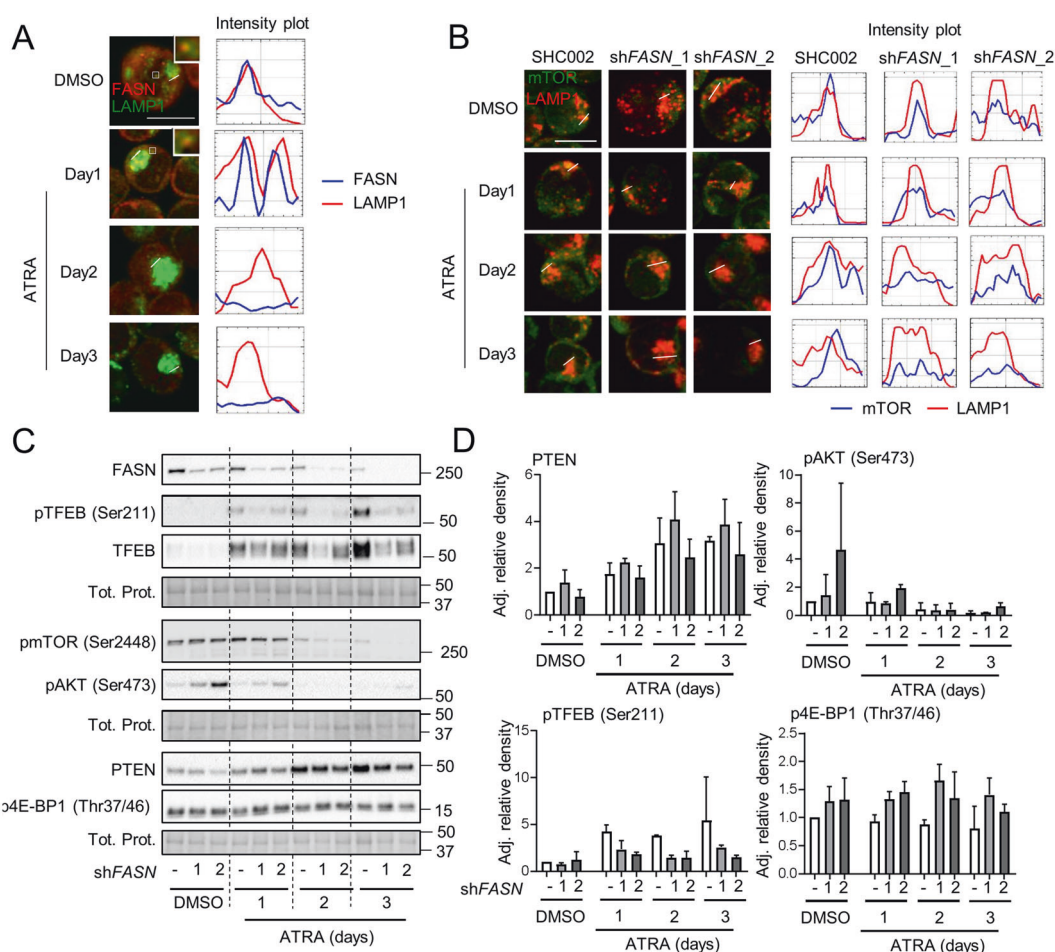 A
Intensity plot
DMSO
FASN
LAMP1
Day1
Day2
Day3
ATRA
FASN
LAMP1
B
Intensity plot
SHC002 shFASN_1 shFASN_2 SHC002 shFASN_1 shFASN_2
mTOR
LAMP
DMSO
Day1
Day2
Day3
ATRA
mTOR LAMP1
C
FASN 250
pTFEB (Ser211) 50
TFEB 50
Tot. Prot. 50
37
pmTOR (Ser2448) 250
pAKT (Ser473) 50
Tot. Prot. 50
37
PTEN 50
p4E-BP1 (Thr37/46) 15
Tot. Prot. 50
37
shFASN - 1 2 - 1 2 - 1 2 - 1 2
DMSO 1 2 3
ATRA (days)
D
PTEN
Adj. relative density
6
4
2
0
- 1 2 - 1 2 - 1 2 - 1 2
DMSO 1 2 3
ATRA (days)
pAKT (Ser473)
Adj. relative density
10
8
6
4
2
0
- 1 2 - 1 2 - 1 2 - 1 2
DMSO 1 2 3
ATRA (days)
pTFEB (Ser211)
Adj. relative density
15
10
5
0
shFASN - 1 2 - 1 2 - 1 2 - 1 2
DMSO 1 2 3
ATRA (days)
p4E-BP1 (Thr37/46)
Adj. relative density
2.5
2.0
1.5
1.0
0.5
0.0
- 1 2 - 1 2 - 1 2 - 1 2
DMSO 1 2 3
ATRA (days)